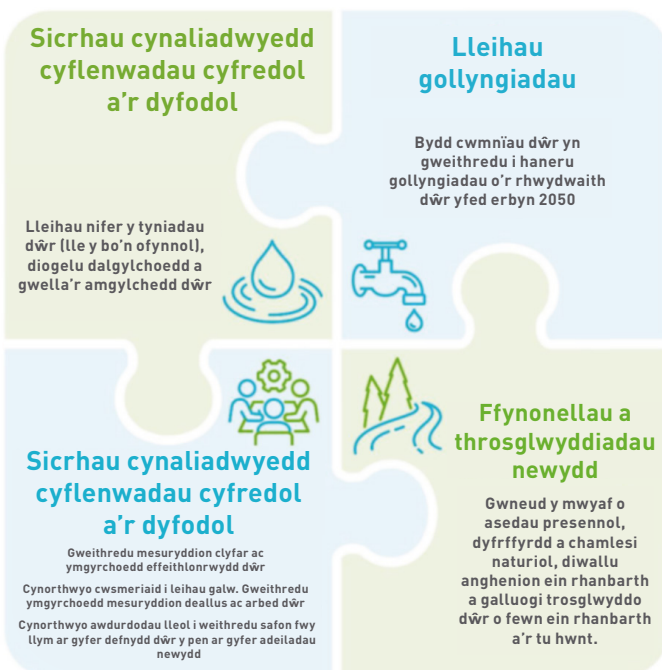 Sicrhau cynaliadwyedd
cyflenwadau cyfredol
a'r dyfodol
Lleihau nifer y tyniadau
dŵr (lle y bo'n ofynnol),
diogelu dalgylchoedd a
gwella'r amgylchedd dŵr
Lleihau
gollyngiadau
Bydd cwmnïau dŵr yn
gweithredu i haneru
gollyngiadau o'r rhwydwaith
dŵr yfed erbyn 2050
Sicrhau cynaliadwyedd
cyflenwadau cyfredol
a'r dyfodol
Gweithredu mesuryddion clyfar ac
ymgyrchoedd effeithlonrwydd dŵr
Cynorthwyo cwsmeriaid i leihau galw. Gweithredu
ymgyrchoedd mesuryddion deallus ac arbed dŵr
Cynorthwyo awdurdodau lleol i weirthredu safon fwy
llym ar gyfer defnydd dŵr y pen ar gyfer adeiladau
newydd
Ffynonellau a
throsglwyddiadau
newydd
Gwneud y mwyaf o
asedau presennol,
dyfrffyrdd a chamlesi
naturiol, diwallu
anghenion ein rhanbarth
a galluogi trosglwyddo
dŵr o fewn ein rhanbarth
a'r tu hwnt.